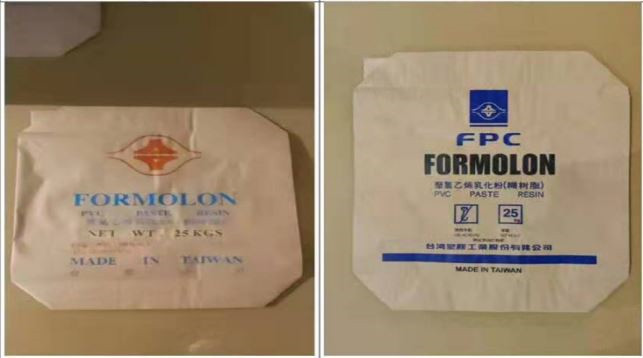 FORMOLON
PVC PASTE RESIN
NET WT 25 KGS
MADE IN TAIWAN
FPC
FORMOLON
聚氯乙烯乳化粉(糊树脂)
PVC PASTE RESIN
25
台湾塑膠工業股份有限公司
MADE IN TAIWAN